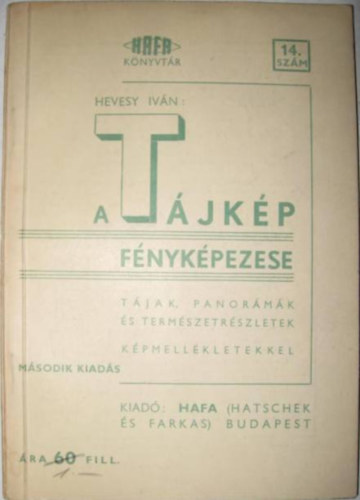 HAFA
KÖNYVTÁR
14.
SZÁM
HEVESY IVÁN:
A TÁJKÉP
FÉNYKÉPEZESE
TÁJAK, PANORÁMÁK
ÉS TERMÉSZETRÉSZLETEK
KÉPMELLÉKLETEKKEL
MÁSODIK KIADÁS
KIADÓ: HAFA (HATSCHEK
ÉS FARKAS) BUDAPEST
ÁRA 60 FILL.
1.-